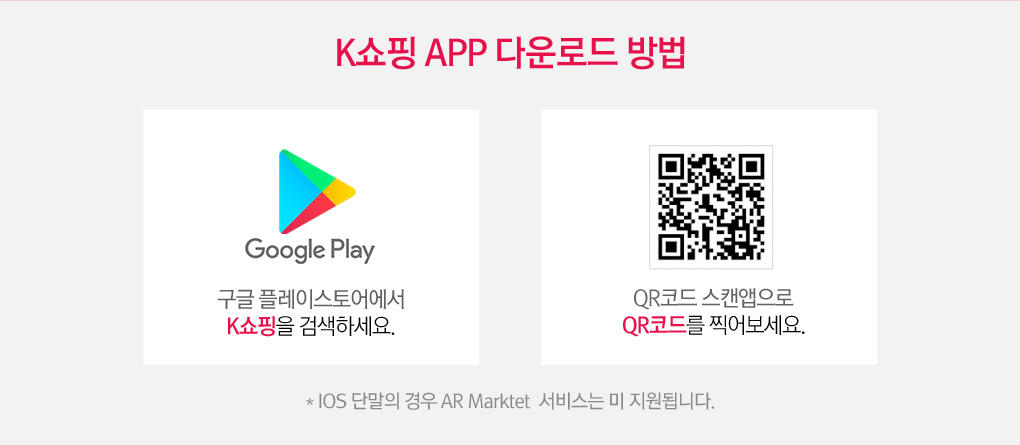 K쇼핑 APP 다운로드 방법
Google Play
구글 플레이스토어에서
K쇼핑을 검색하세요.
QR코드 스캔앱으로
QR코드를 찍어보세요.
* IOS 단말의 경우 AR Marktet 서비스는 미 지원됩니다.